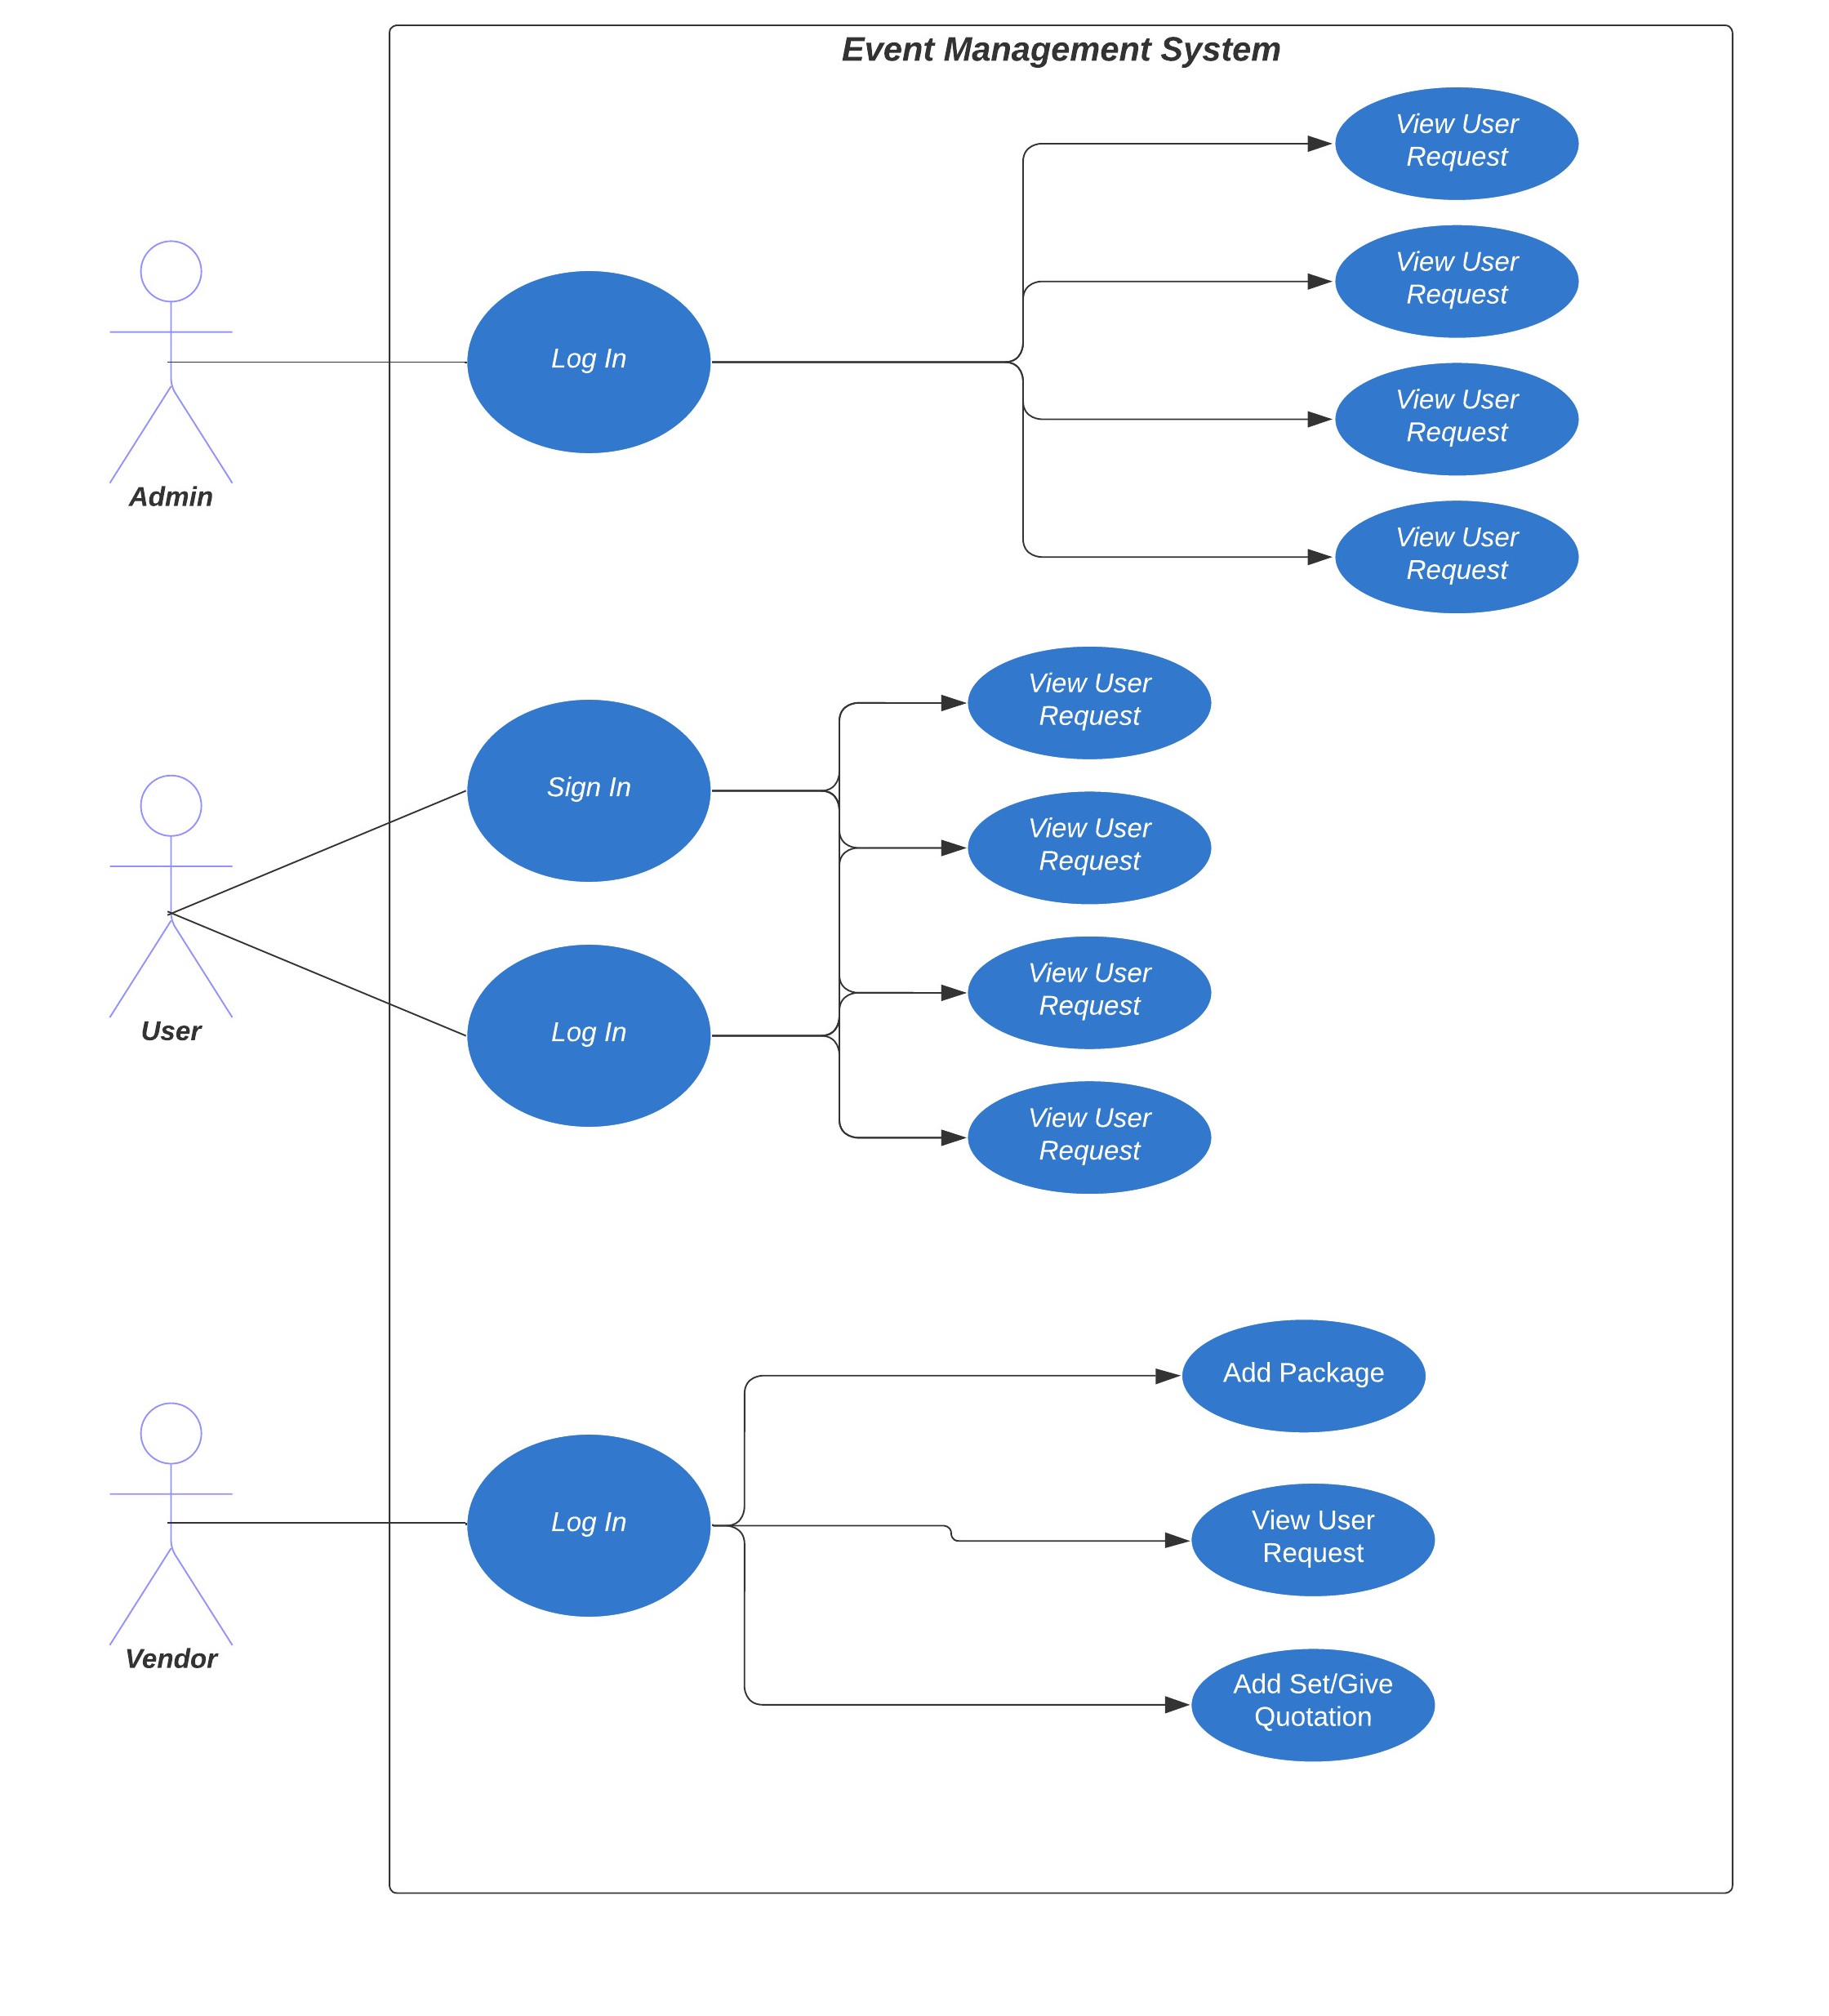 Event Management System
View User
Request
View User
Request
Log In
View User
Request
Admin
View User
Request
View User
Request
Sign In
View User
Request
View User
Request
Log In
User
View User
Request
Add Package
Log In
View User
Request
Vendor
Add Set/Give
Quotation